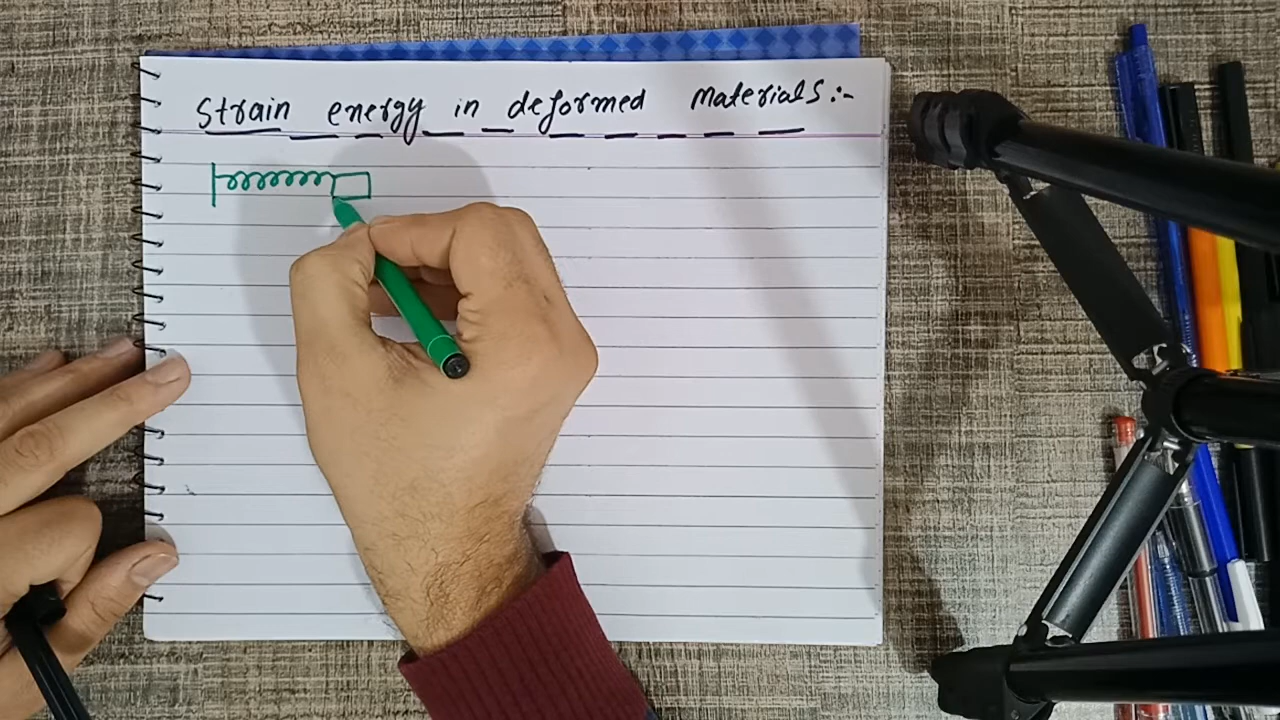 Strain energy in deformed materials :-